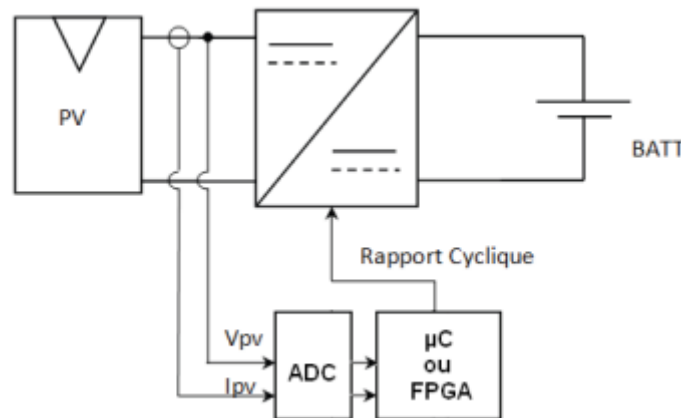 PV
BATT
Rapport Cyclique
Vpv
Ipv
ADC
µC
ou
FPGA